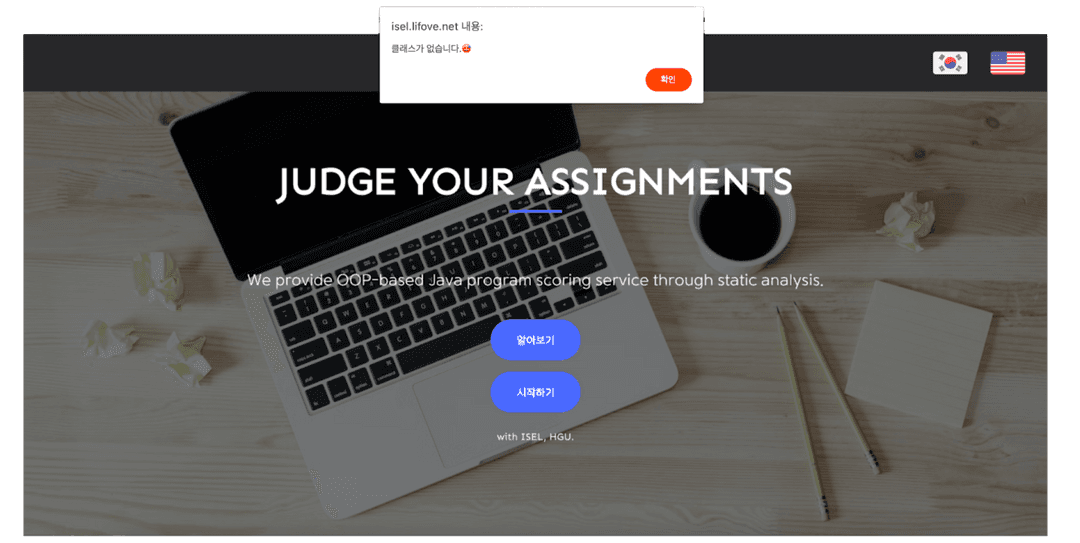 isel.lifove.net 내용:
클래스가 없습니다.🥰
확인
JUDGE YOUR ASSIGNMENTS
We provide OOP-based Java program scoring service through static analysis.
알아보기
시작하기
with ISEL, HGU.